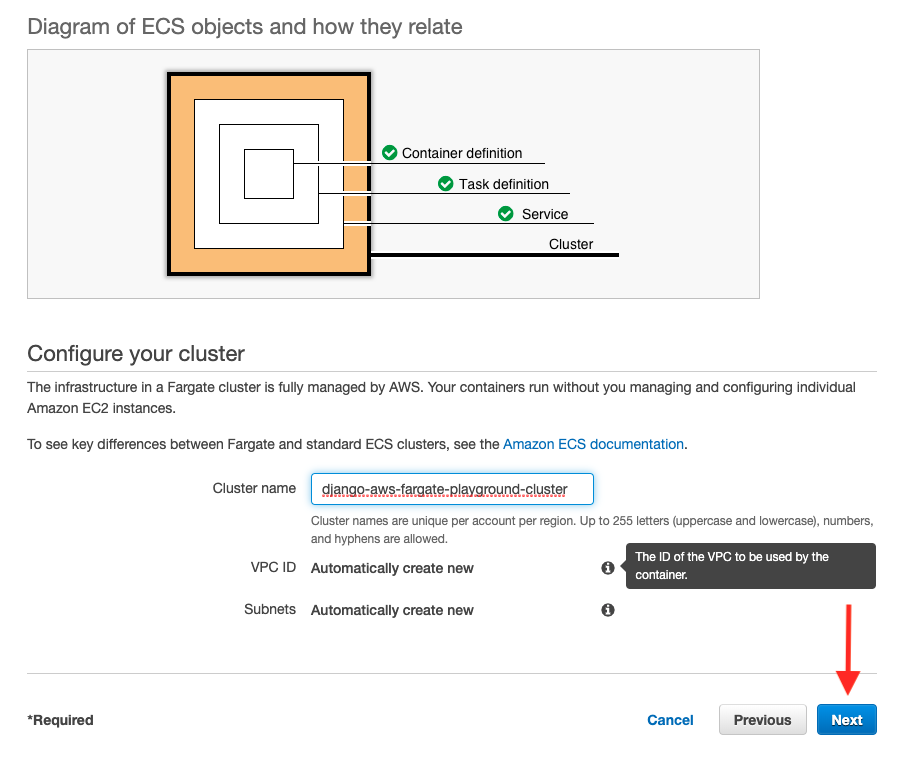 Diagram of ECS objects and how they relate
Container definition
Task definition
Service
Cluster
Configure your cluster
The infrastructure in a Fargate cluster is fully managed by AWS. Your containers run without you managing and configuring individual
Amazon EC2 instances.
To see key differences between Fargate and standard ECS clusters, see the Amazon ECS documentation.
Cluster name django-aws-fargate-playground-cluster
Cluster names are unique per account per region. Up to 255 letters (uppercase and lowercase), numbers,
and hyphens are allowed.
VPC ID Automatically create new
The ID of the VPC to be used by the
container.
Subnets Automatically create new
*Required Cancel Previous Next